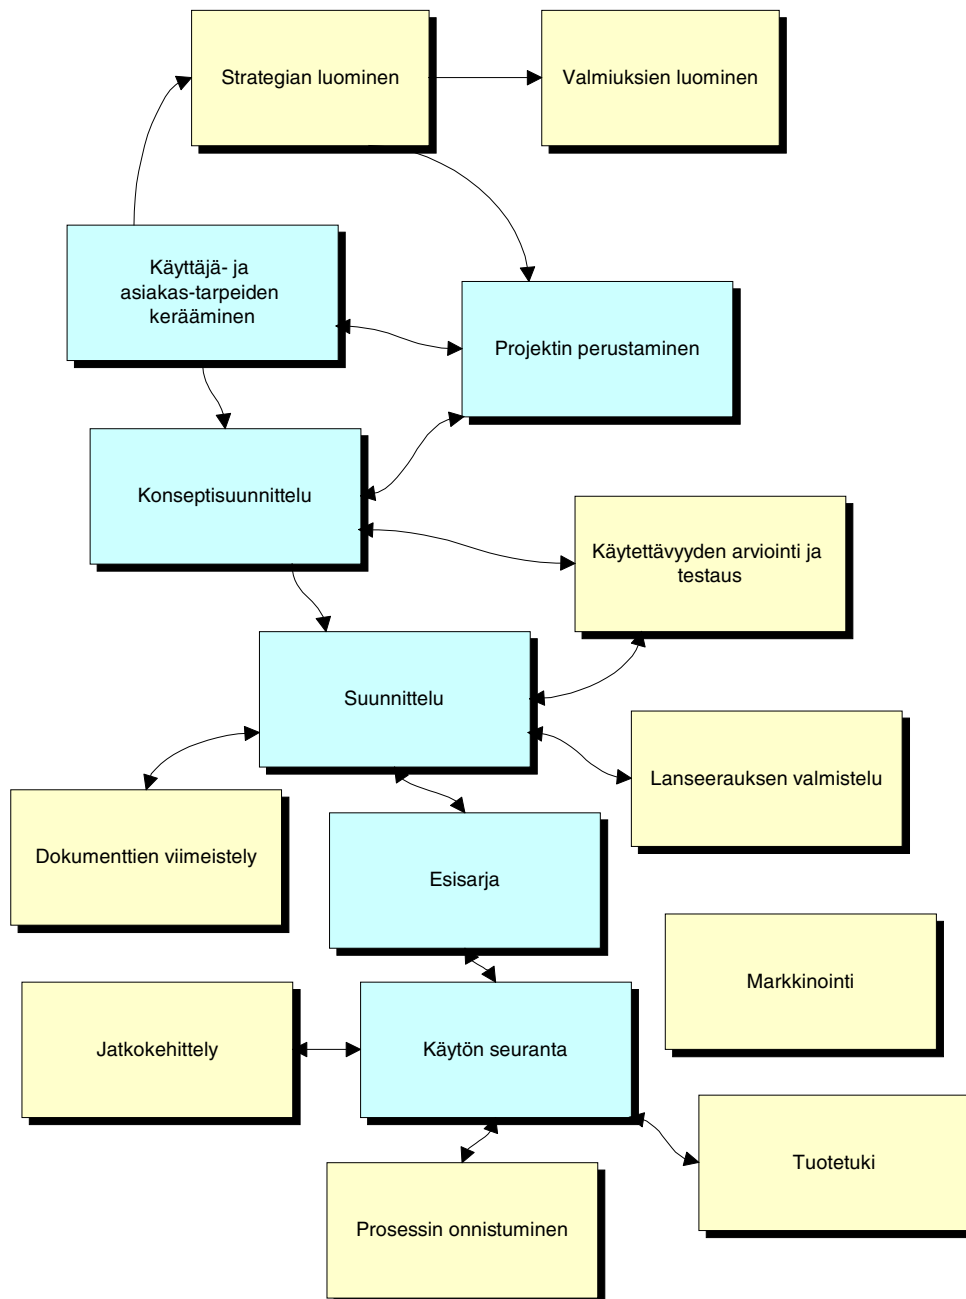 Strategian luominen
Valmiuksien luominen
Käyttäjä- ja
asiakas-tarpeiden
kerääminen
Projektin perustaminen
Konseptisuunnittelu
Käytettävyyden arviointi ja
testaus
Suunnittelu
Lanseerauksen valmistelu
Dokumenttien viimeistely
Esisarja
Markkinointi
Jatkokehittely
Käytön seuranta
Tuotetuki
Prosessin onnistuminen